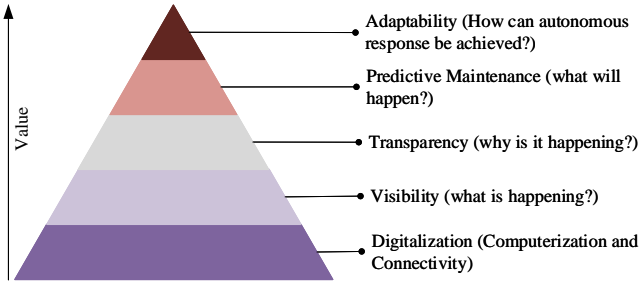 Adaptability (How can autonomous
response be achieved?)
Predictive Maintenance (what will
happen?)
Transparency (why is it happening?)
Visibility (what is happening?)
Digitalization (Computerization and
Connectivity)
Value